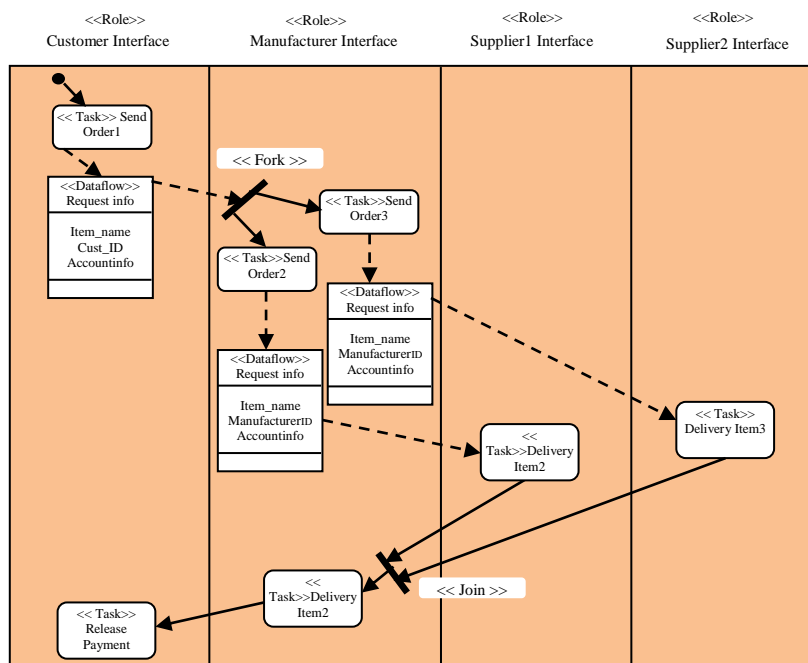 <<Role>>
Customer Interface
<<Role>>
Manufacturer Interface
<<Role>>
Supplier1 Interface
<<Role>>
Supplier2 Interface
<< Task>> Send
Order1
<< Fork >>
<<Dataflow>>
Request info
Item_name
Cust_ID
Accountinfo
<< Task>>Send
Order3
<< Task>>Send
Order2
<<Dataflow>>
Request info
Item_name
ManufacturerID
Accountinfo
<<Dataflow>>
Request info
Item_name
ManufacturerID
Accountinfo
<< Task>>
Delivery Item3
<<
Task>>Delivery
Item2
<<
Task>>Delivery
Item2
<< Join >>
<< Task>>
Release
Payment